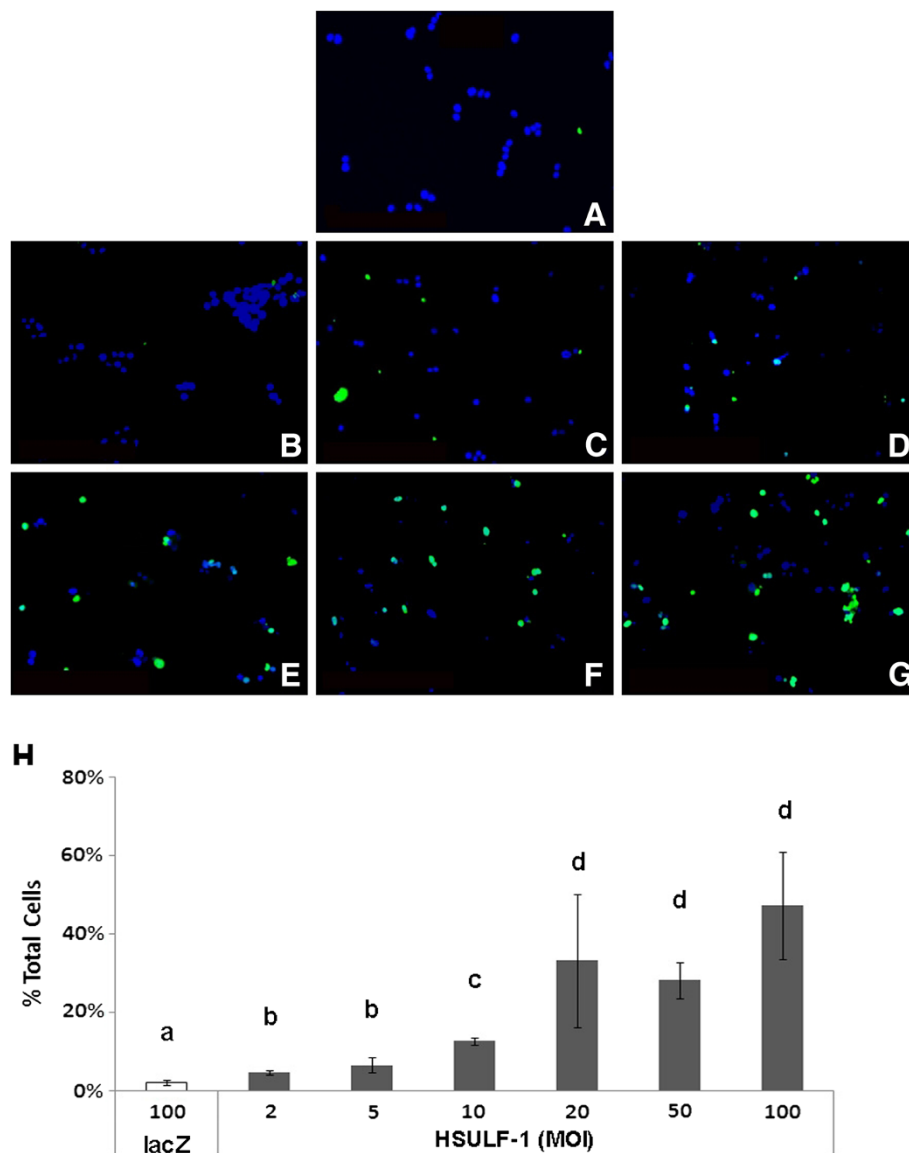 A
B C D
E F G
H
80%
60%
40%
20%
0%
% Total Cells
a b b c d d d
100 2 5 10 20 50 100
lacZ HSULF-1 (MOI)